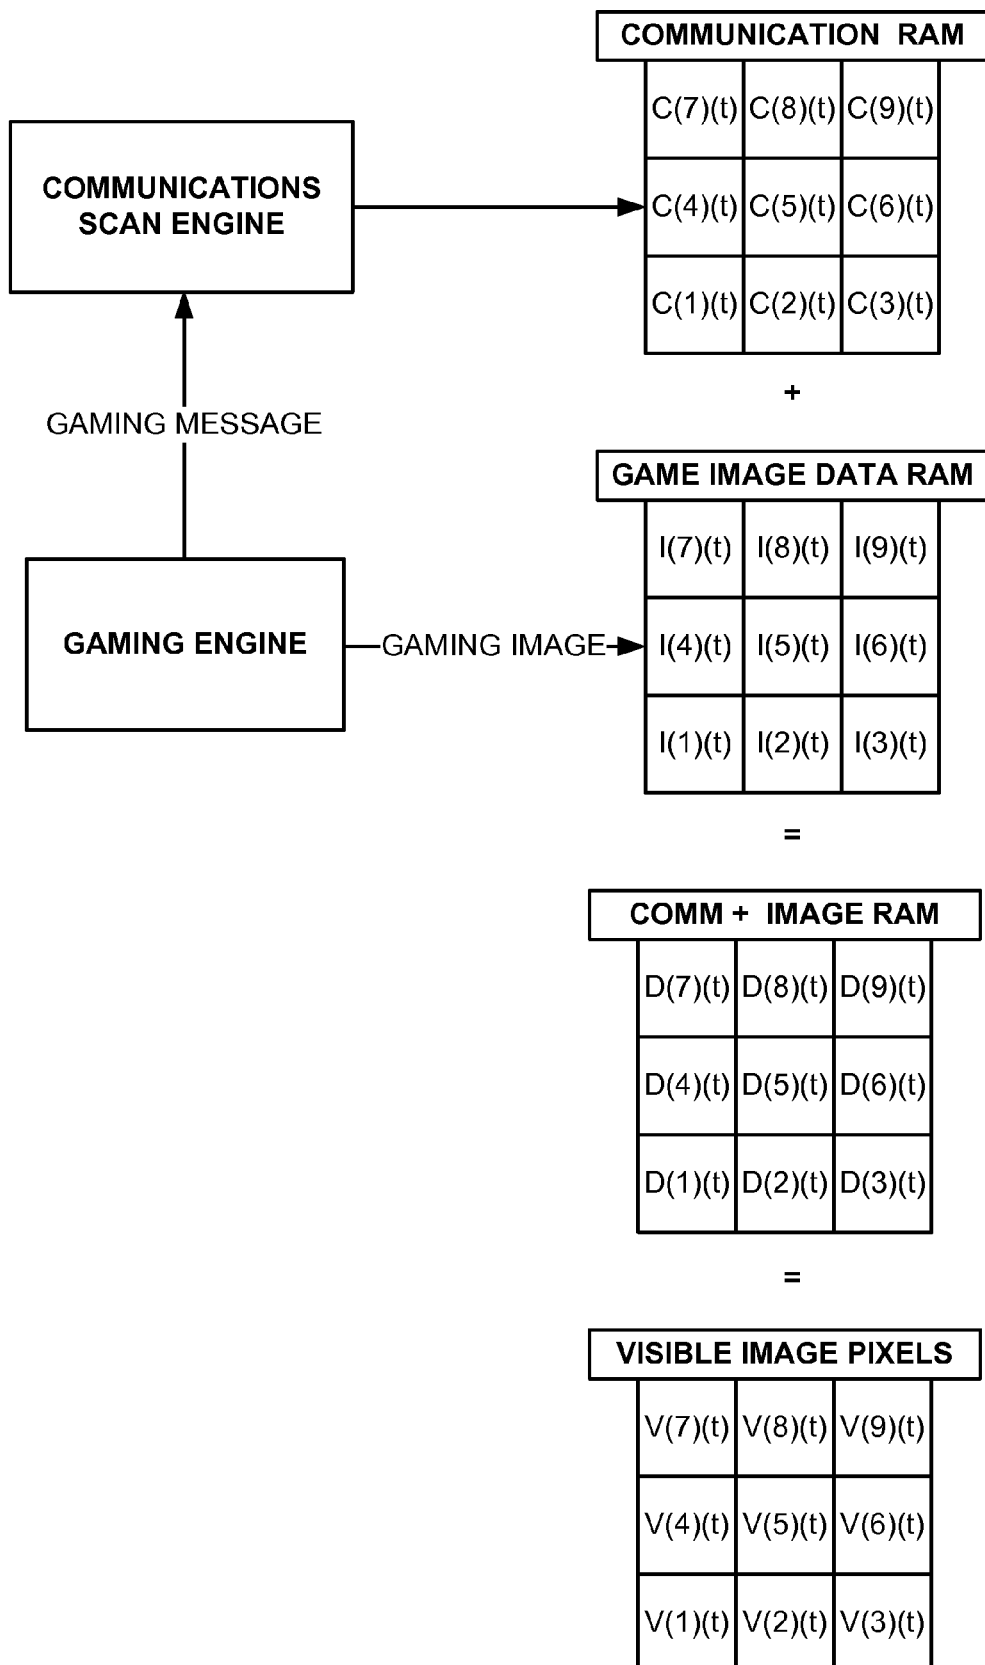 COMMUNICATION RAM
C(7)(t) C(8)(t) C(9)(t)
COMMUNICATIONS
SCAN ENGINE
C(4)(t) C(5)(t) C(6)(t)
C(1)(t) C(2)(t) C(3)(t)
+
GAMING MESSAGE
GAME IMAGE DATA RAM
I(7)(t) I(8)(t) I(9)(t)
GAMING ENGINE
GAMING IMAGE
I(4)(t) I(5)(t) I(6)(t)
I(1)(t) I(2)(t) I(3)(t)
=
COMM + IMAGE RAM
D(7)(t) D(8)(t) D(9)(t)
D(4)(t) D(5)(t) D(6)(t)
D(1)(t) D(2)(t) D(3)(t)
=
VISIBLE IMAGE PIXELS
V(7)(t) V(8)(t) V(9)(t)
V(4)(t) V(5)(t) V(6)(t)
V(1)(t) V(2)(t) V(3)(t)